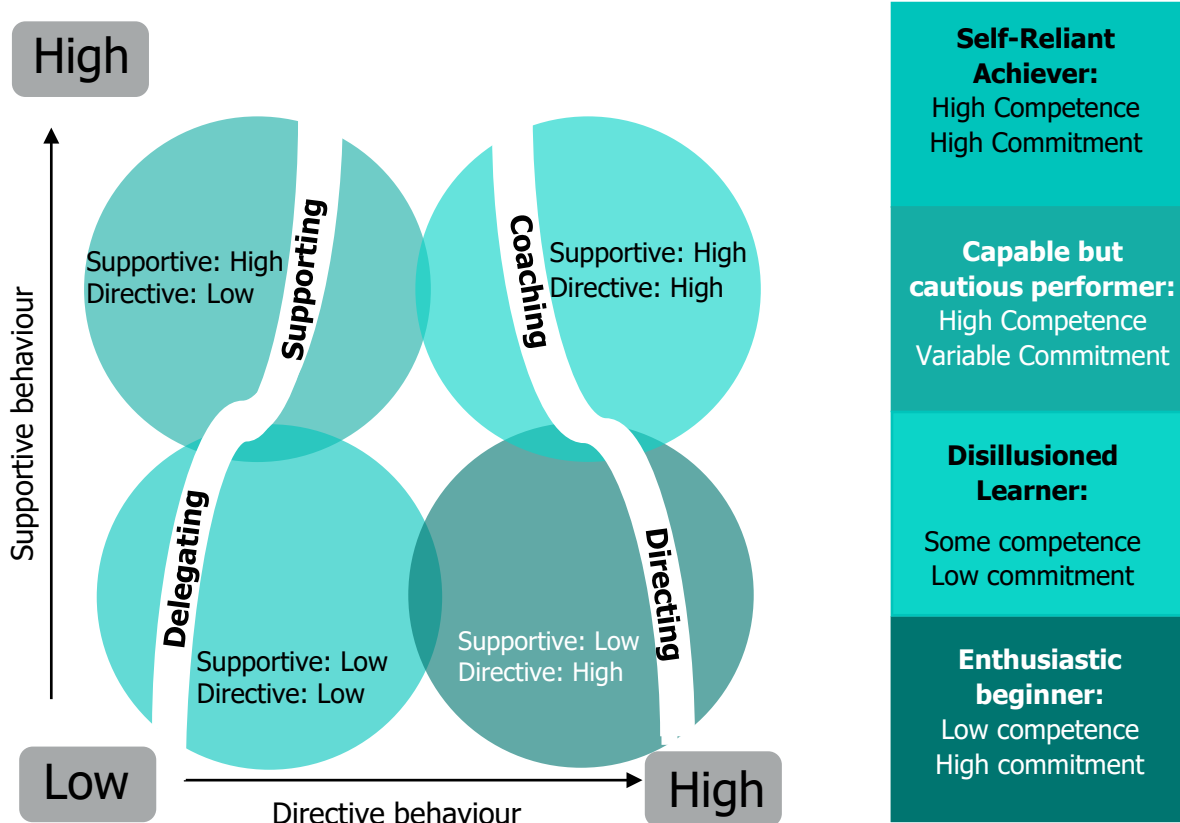 High
Supportive behaviour
Supporting
Supportive: High
Directive: Low
Coaching
Supportive: High
Directive: High
Delegating
Supportive: Low
Directive: Low
Directing
Supportive: Low
Directive: High
Low
Directive behaviour
High
Self-Reliant
Achiever:
High Competence
High Commitment
Capable but
cautious performer:
High Competence
Variable Commitment
Disillusioned
Learner:
Some competence
Low commitment
Enthusiastic
beginner:
Low competence
High commitment